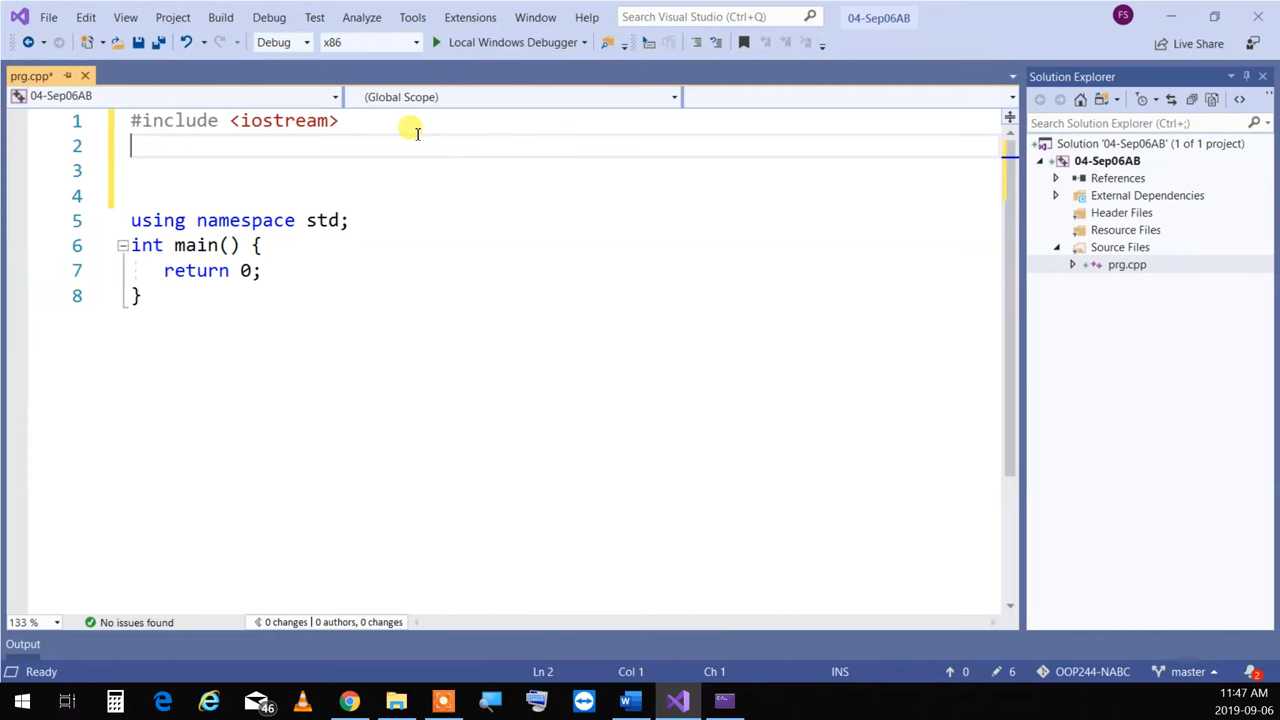 File Edit View Project Build Debug Test Analyze Tools Extensions Window Help Search Visual Studio (Ctrl+Q) 04-Sep06AB FS
Debug x86 Local Windows Debugger Live Share
prg.cpp* Solution Explorer
04-Sep06AB (Global Scope)
Search Solution Explorer (Ctrl+;)
1 #include <iostream>
2
3
4
5 using namespace std;
6 int main() {
7 return 0;
8 }
Solution '04-Sep06AB' (1 of 1 project)
04-Sep06AB
References
External Dependencies
Header Files
Resource Files
Source Files
prg.cpp
133 % No issues found 0 changes | 0 authors, 0 changes
Output
Ready Ln 2 Col 1 Ch 1 INS 0 6 OOP244-NABC master 2
46
11:47 AM
2019-09-06